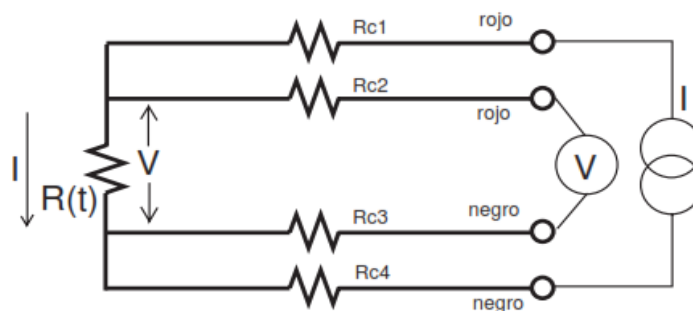 Rc1
rojo
Rc2
rojo
I
I
V
V
R(t)
Rc3
negro
Rc4
negro